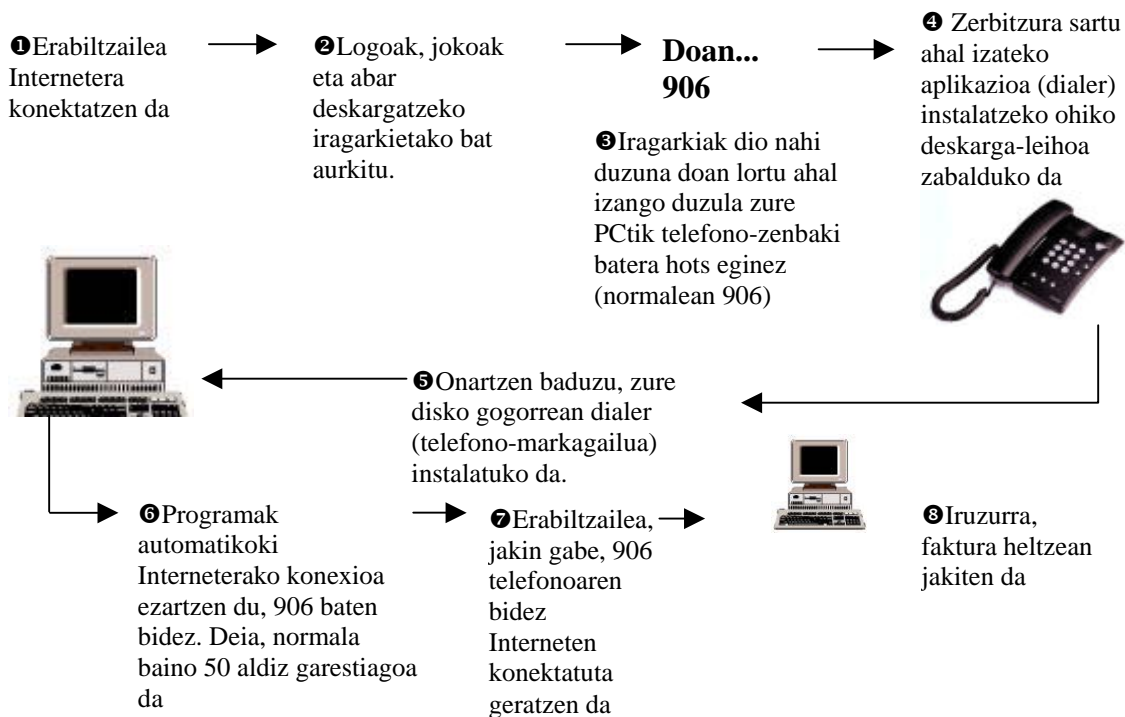 ❶Erabiltzailea
Internetera
konektatzen da
❷Logoak, jokoak
eta abar
deskargatzeko
iragarkietako bat
aurkitu.
Doan...
906
❸Iragarkiak dio nahi
duzuna doan lortu ahal
izango duzula zure
PCtik telefono-zenbaki
batera hots eginez
(normalean 906)
❹ Zerbitzura sartu
ahal izateko
aplikazioa (dialer)
instalatzeko ohiko
deskarga-leihoa
zabalduko da
❺Onartzen baduzu, zure
disko gogorrean dialer
(telefono-markagailua)
instalatuko da.
❻Programak
automatikoki
Interneterako konexioa
ezartzen du, 906 baten
bidez. Deia, normala
baino 50 aldiz garestiagoa
da
❼Erabiltzailea,
jakin gabe, 906
telefonoaren
bidez
Interneten
konektatuta
geratzen da
❽Iruzurra,
faktura heltzean
jakiten da